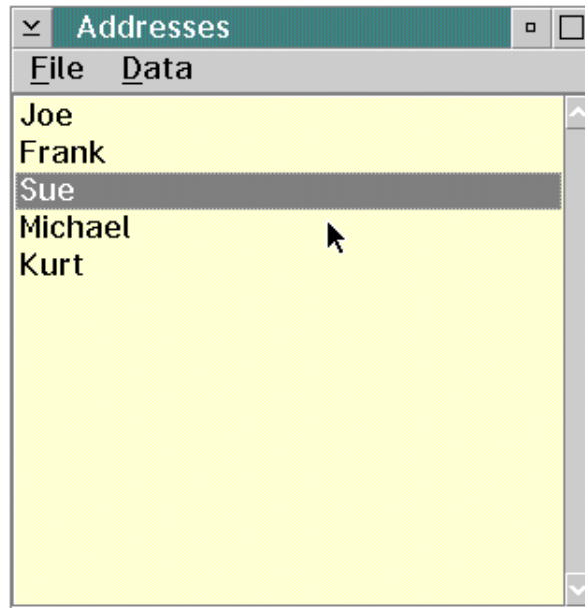 Addresses
File Data
Joe
Frank
Sue
Michael
Kurt